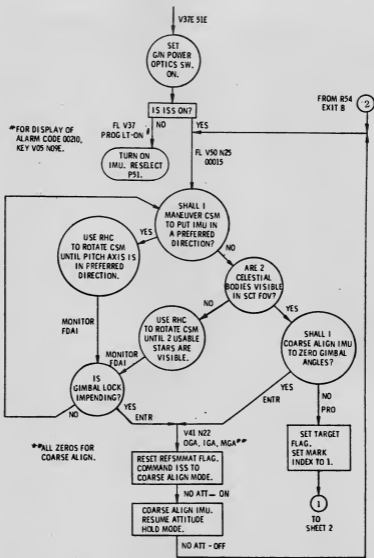 V37E 51E
SET
G/N POWER
OPTICS SW.
ON.
IS ISS ON?
FROM R54
EXIT B
2
*FOR DISPLAY OF
ALARM CODE 00210,
KEY V05 N09E.
FL V37
PROG LT-ON *
NO
YES
TURN ON
IMU. RESELECT
P51.
FL V50 N25
00015
SHALL I
MANEUVER CSM
TO PUT IMU IN
A PREFERRED
DIRECTION?
YES
NO
USE RHC
TO ROTATE CSM
UNTIL PITCH AXIS IS
IN PREFERRED
DIRECTION.
ARE 2
CELESTIAL
BODIES VISIBLE
IN SCT FOV?
NO
YES
MONITOR
FDAI
USE RHC
TO ROTATE CSM
UNTIL 2 USABLE
STARS ARE
VISIBLE.
SHALL I
COARSE ALIGN IMU
TO ZERO GIMBAL
ANGLES?
MONITOR
FDAI
IS
GIMBAL LOCK
IMPENDING?
NO
YES
ENTR
YES
ENTR
NO
PRO
**ALL ZEROS FOR
COARSE ALIGN.
V41 N22
OGA, IGA, MGA**
SET TARGET
FLAG.
SET MARK
INDEX TO 1.
RESET REFSMMAT FLAG.
COMMAND ISS TO
COARSE ALIGN MODE.
1
TO
SHEET 2
NO ATT— ON
COARSE ALIGN IMU.
RESUME ATTITUDE
HOLD MODE.
NO ATT -OFF